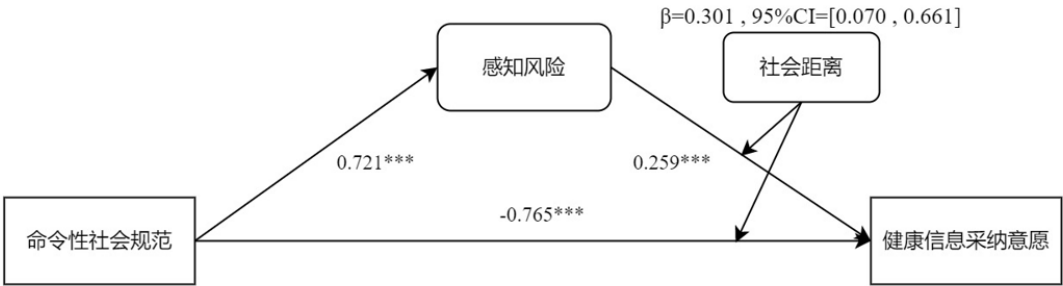 β=0.301 , 95%CI=[0.070 , 0.661]
感知风险
社会距离
0.721***
0.259***
-0.765***
命令性社会规范
健康信息采纳意愿